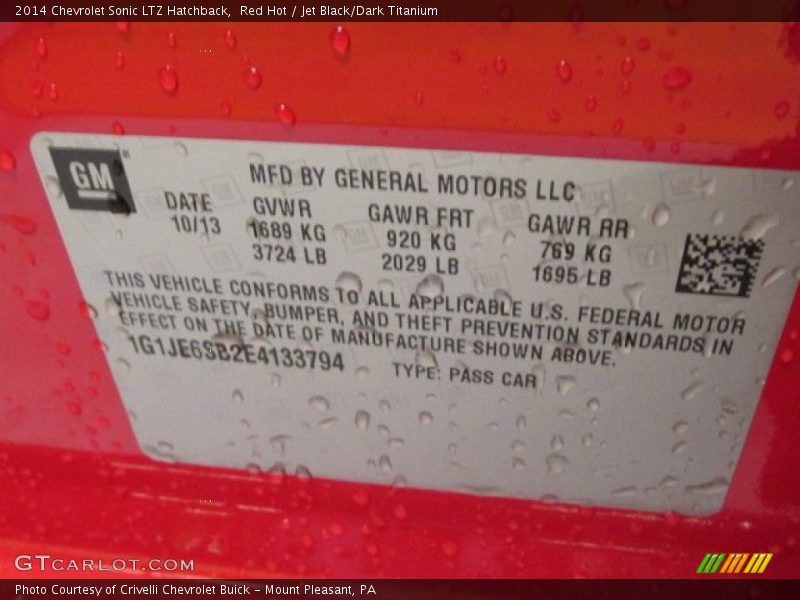 2014 Chevrolet Sonic LTZ Hatchback,  Red Hot / Jet Black/Dark Titanium
GM
MFD BY GENERAL MOTORS LLC
DATE GVWR GAWR FRT GAWR RR
10/13 1689 KG 920 KG 769 KG
3724 LB 2029 LB 1695 LB
THIS VEHICLE CONFORMS TO ALL APPLICABLE U.S. FEDERAL MOTOR
VEHICLE SAFETY, BUMPER, AND THEFT PREVENTION STANDARDS IN
EFFECT ON THE DATE OF MANUFACTURE SHOWN ABOVE.
1G1JE6SB2E4133794 TYPE: PASS CAR
GTCARLOT.COM
Photo Courtesy of Crivelli Chevrolet Buick - Mount Pleasant, PA